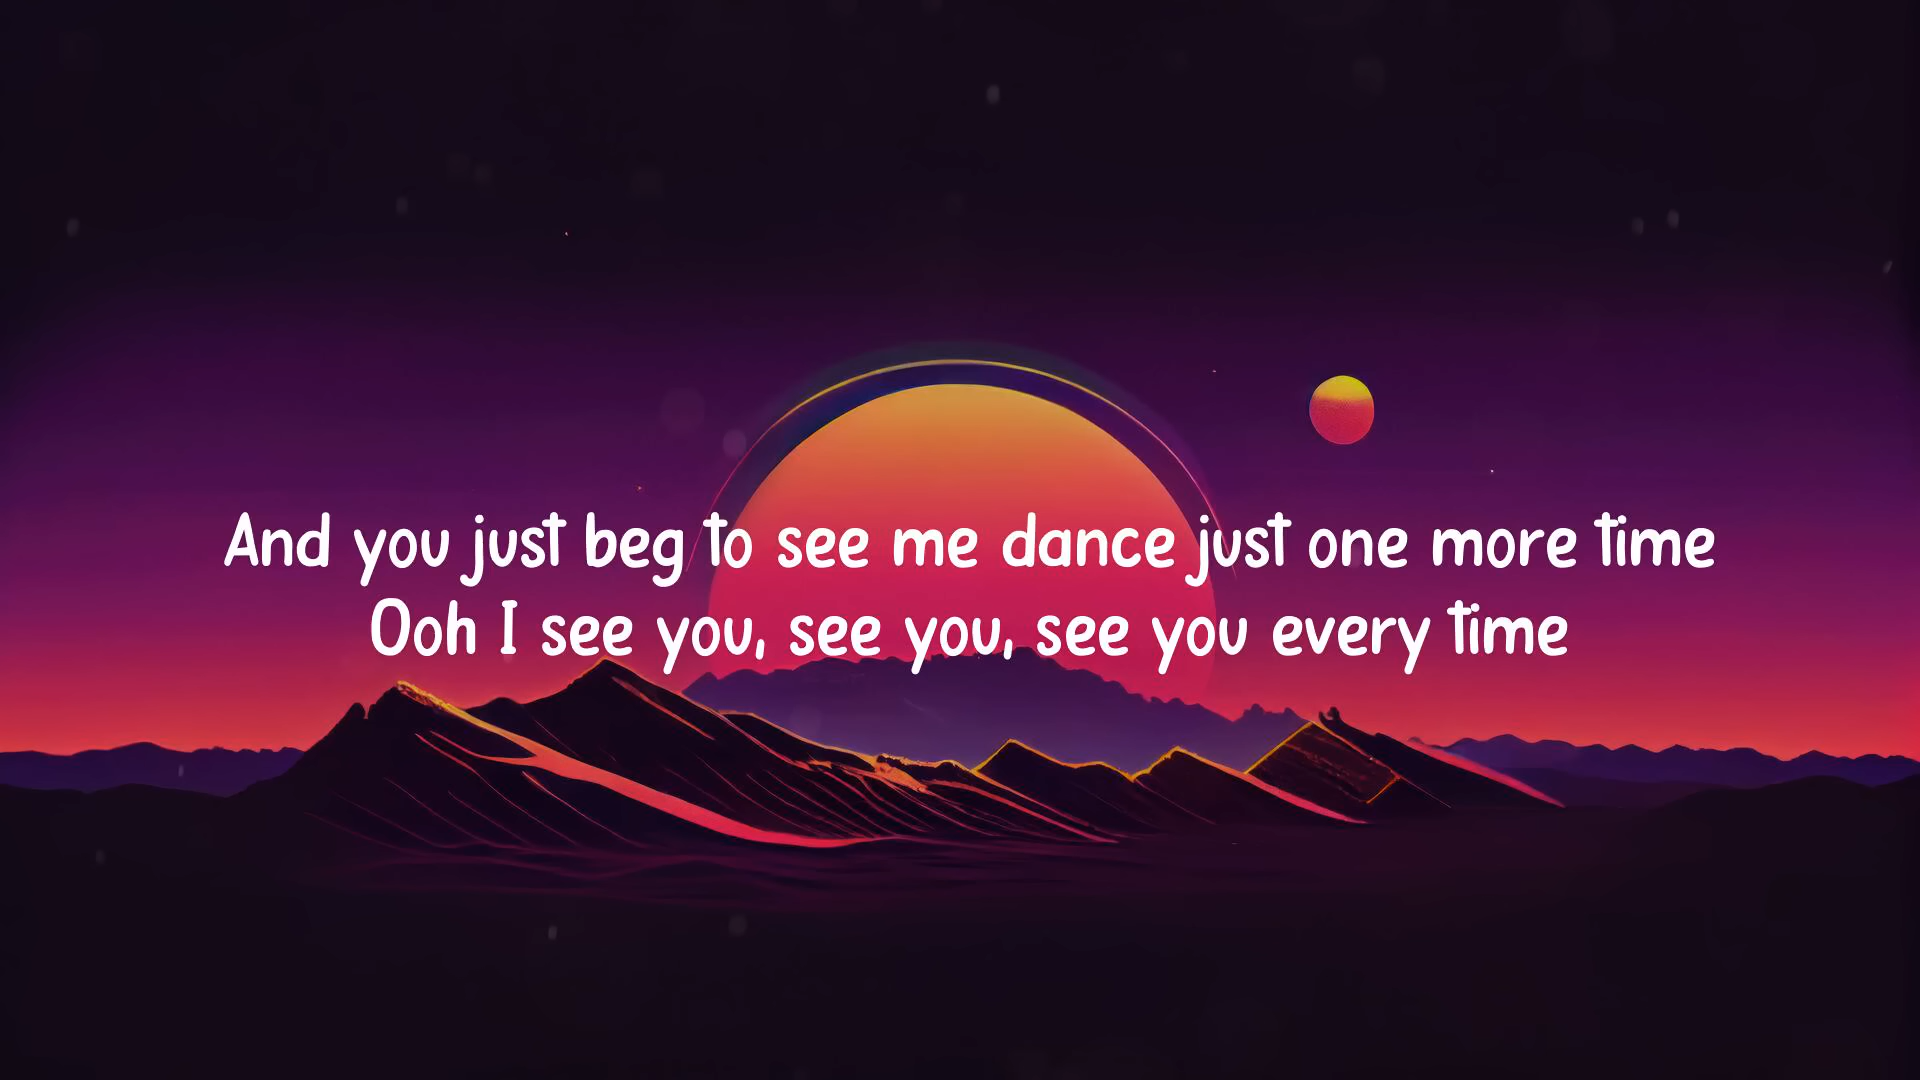 And you just beg to see me dance just one more time
Ooh I see you, see you, see you every time